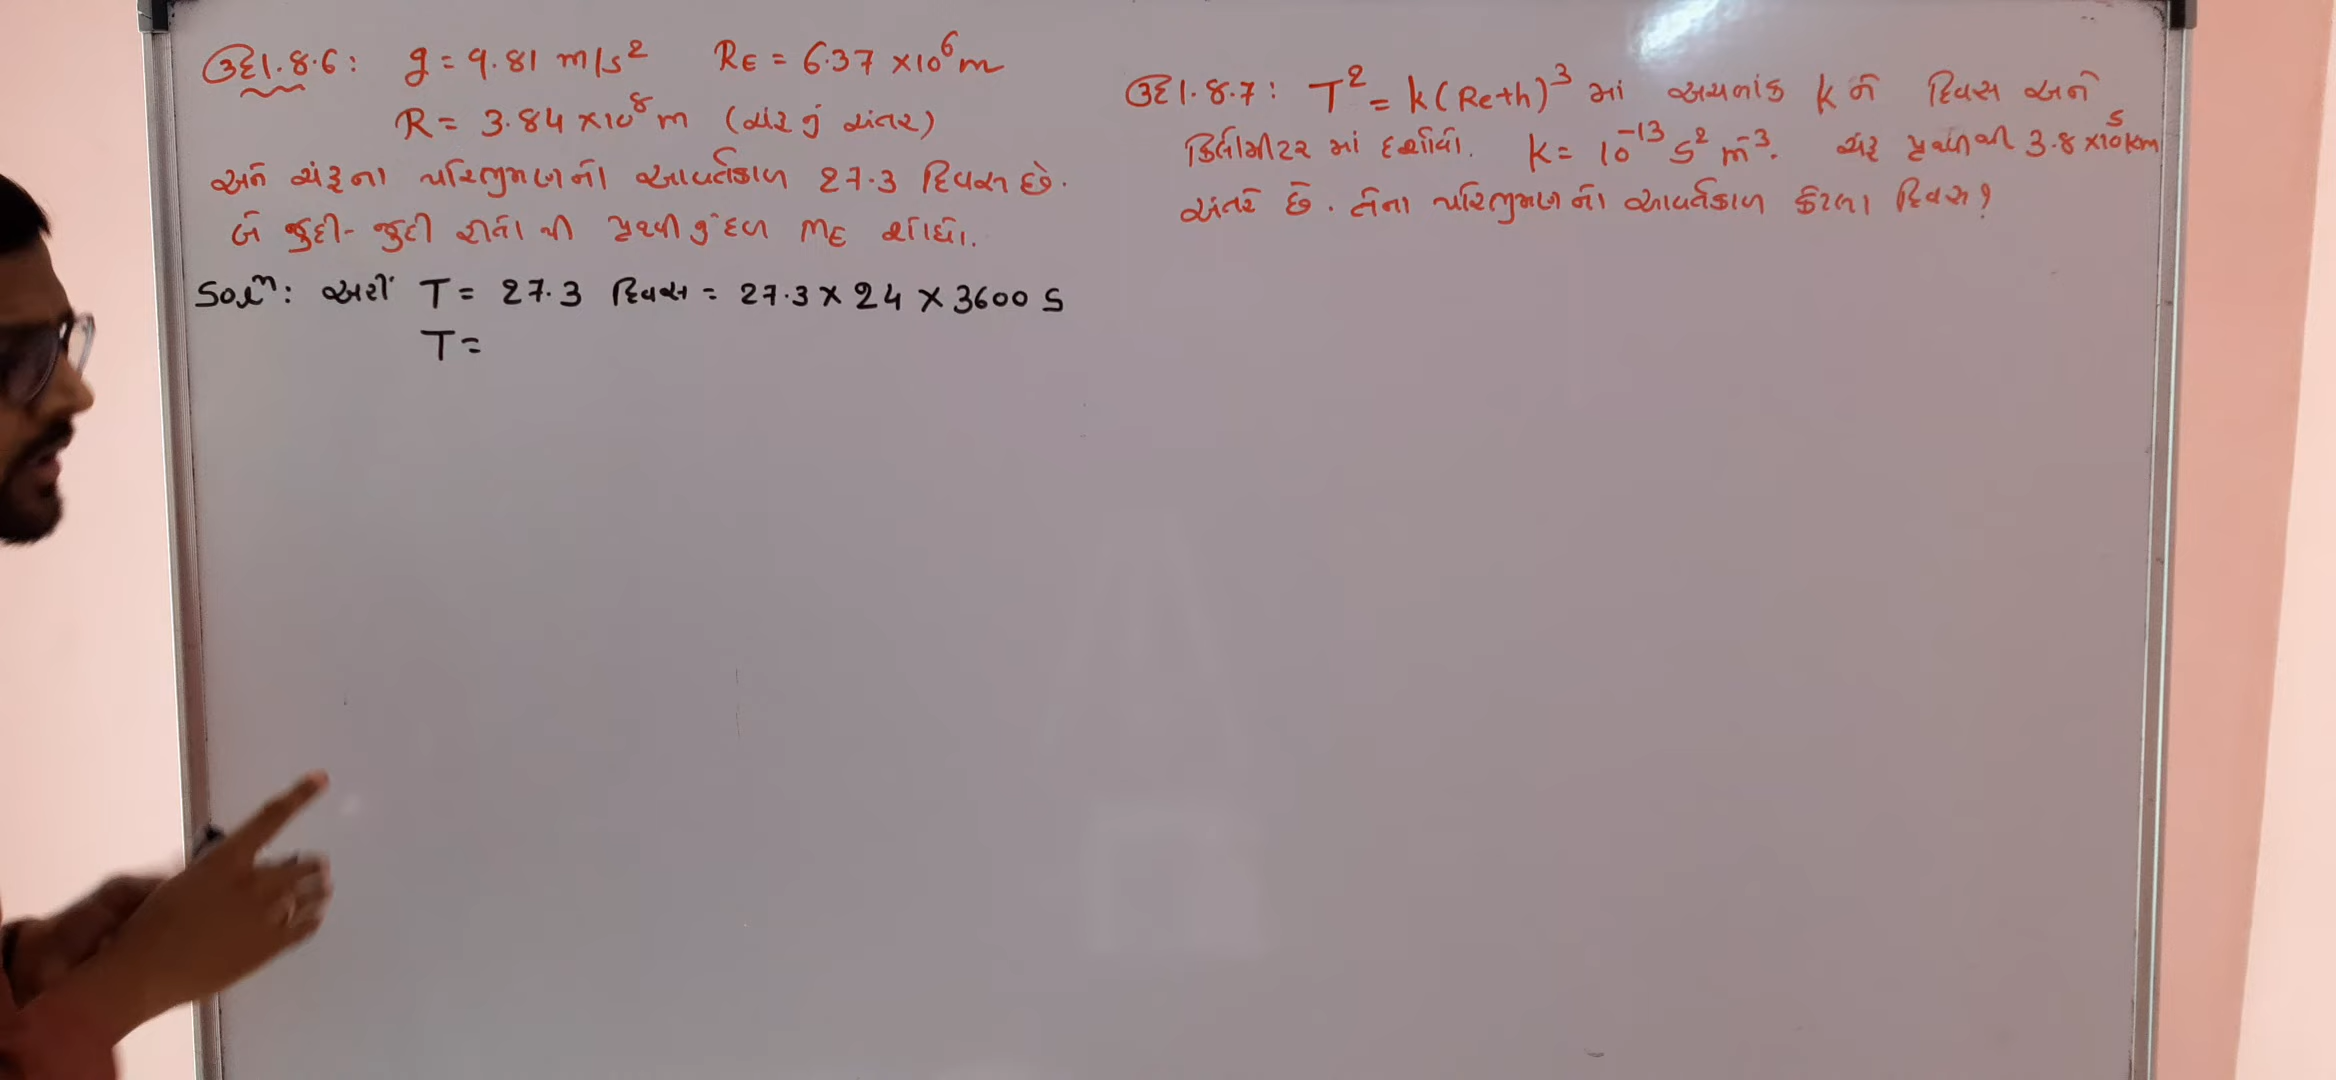 ઉદા.8.6: g = 9.81 m/s² RE = 6.37 ×10⁶ m
R = 3.84 ×10⁸ m (ચંદ્રનું અંતર)
અને ચંદ્રના પરિભ્રમણનો આવર્તકાળ 27.3 દિવસ છે.
બે જુદી-જુદી રીતોથી પૃથ્વીનું દળ ME શોધો.
Solⁿ: અહીં T = 27.3 દિવસ = 27.3 × 24 × 3600 S
T =
ઉદા.8.7: T² = k(Re+h)³ માં અચળાંક k ને દિવસ અને
કિલોમીટર માં દર્શાવો. k = 10⁻¹³ S² m⁻³. ચંદ્ર પૃથ્વીથી 3.8 ×10⁵ km
અંતરે છે. તેના પરિભ્રમણનો આવર્તકાળ કેટલા દિવસ?